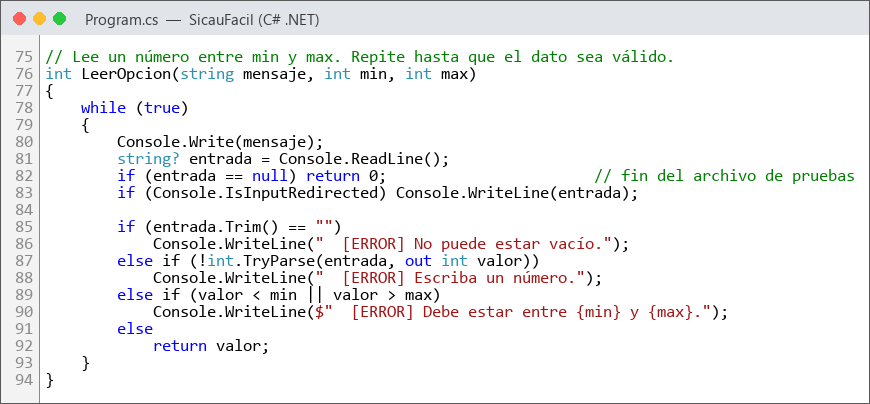 Program.cs — SicauFacil (C# .NET)
75 // Lee un número entre min y max. Repite hasta que el dato sea válido.
76 int LeerOpcion(string mensaje, int min, int max)
77 {
78     while (true)
79     {
80         Console.Write(mensaje);
81         string? entrada = Console.ReadLine();
82         if (entrada == null) return 0;                       // fin del archivo de pruebas
83         if (Console.IsInputRedirected) Console.WriteLine(entrada);
84
85         if (entrada.Trim() == "")
86             Console.WriteLine("  [ERROR] No puede estar vacío.");
87         else if (!int.TryParse(entrada, out int valor))
88             Console.WriteLine("  [ERROR] Escriba un número.");
89         else if (valor < min || valor > max)
90             Console.WriteLine($"  [ERROR] Debe estar entre {min} y {max}.");
91         else
92             return valor;
93     }
94 }